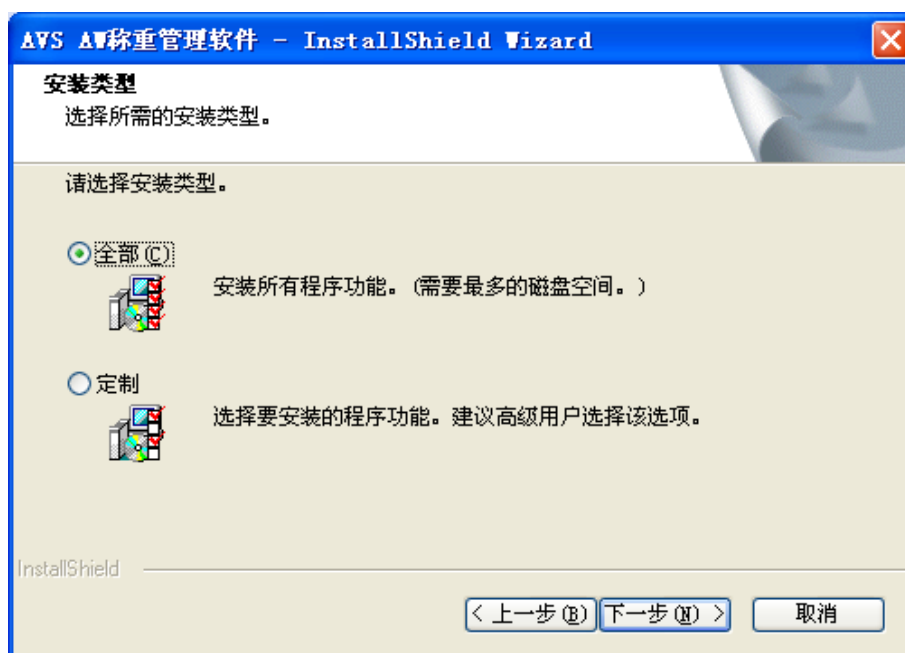 AVS AW称重管理软件 - InstallShield Wizard
安装类型
选择所需的安装类型。
请选择安装类型。
全部(C)
安装所有程序功能。(需要最多的磁盘空间。)
定制
选择要安装的程序功能。建议高级用户选择该选项。
InstallShield
< 上一步(B) 下一步(N) > 取消